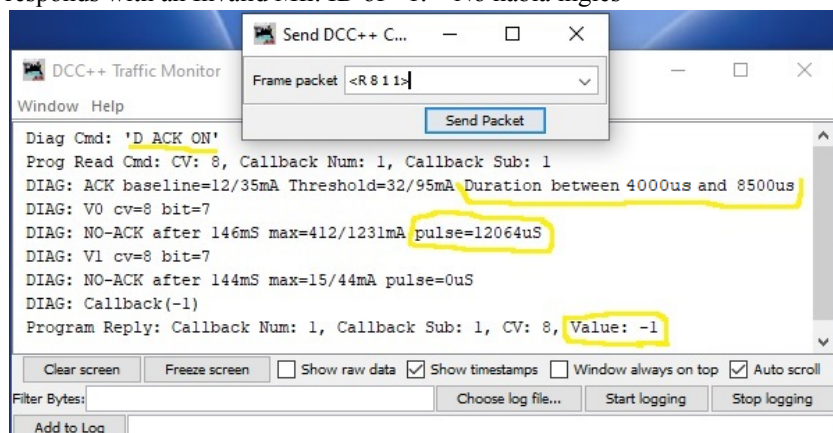 responds with an Invalid Mfr. ID of -1. No habla ingles
Send DCC++ C...
DCC++ Traffic Monitor
Frame packet <R 8 1 1>
Window Help
Send Packet
Diag Cmd: 'D ACK ON'
Prog Read Cmd: CV: 8, Callback Num: 1, Callback Sub: 1
DIAG: ACK baseline=12/35mA Threshold=32/95mA Duration between 4000us and 8500us
DIAG: V0 cv=8 bit=7
DIAG: NO-ACK after 146mS max=412/1231mA pulse=12064uS
DIAG: V1 cv=8 bit=7
DIAG: NO-ACK after 144mS max=15/44mA pulse=0uS
DIAG: Callback(-1)
Program Reply: Callback Num: 1, Callback Sub: 1, CV: 8, Value: -1
Clear screen Freeze screen Show raw data Show timestamps Window always on top Auto scroll
Filter Bytes: Choose log file... Start logging Stop logging
Add to Log